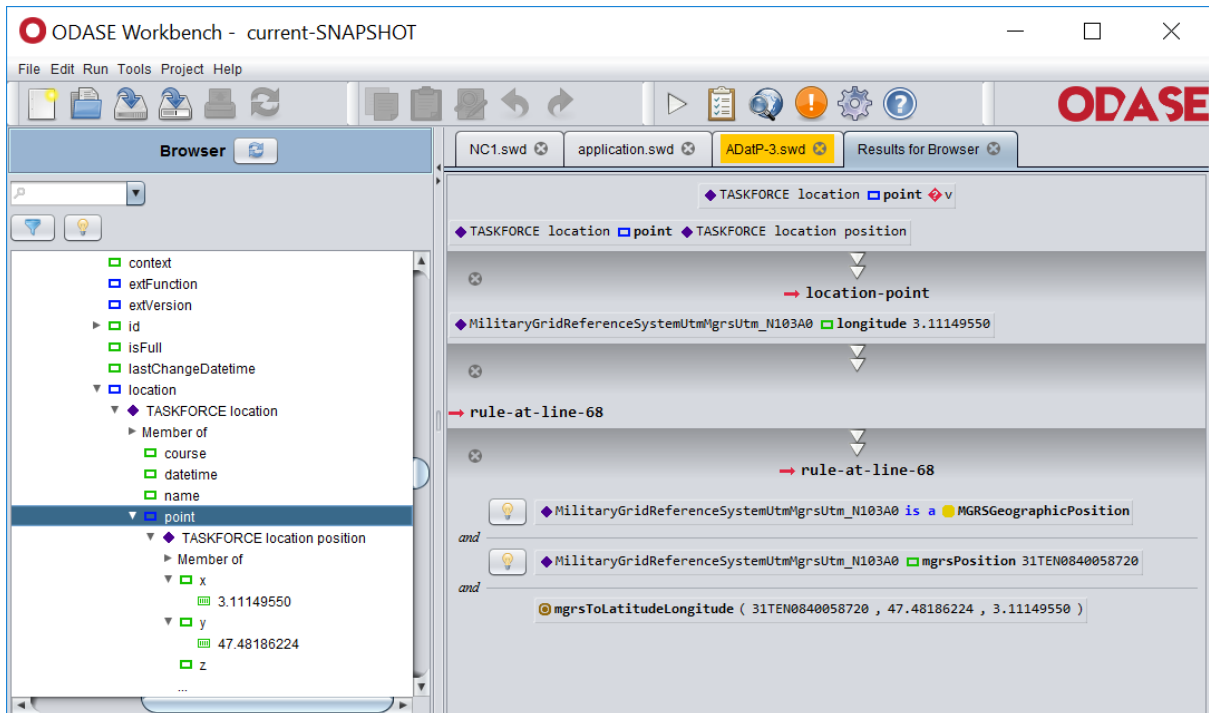 ODASE Workbench - current-SNAPSHOT
File Edit Run Tools Project Help
ODASE
Browser
NC1.swd
application.swd
ADatP-3.swd
Results for Browser
context
extFunction
extVersion
id
isFull
lastChangeDatetime
location
TASKFORCE location
Member of
course
datetime
name
point
TASKFORCE location position
Member of
x
3.11149550
y
47.48186224
z
...
TASKFORCE location point ? v
TASKFORCE location point TASKFORCE location position
location-point
MilitaryGridReferenceSystemUtmMgrsUtm_N103A0 longitude 3.11149550
rule-at-line-68
rule-at-line-68
MilitaryGridReferenceSystemUtmMgrsUtm_N103A0 is a MGRSGeographicPosition
and
MilitaryGridReferenceSystemUtmMgrsUtm_N103A0 mgrsPosition 31TEN0840058720
and
mgrsToLatitudeLongitude ( 31TEN0840058720 , 47.48186224 , 3.11149550 )